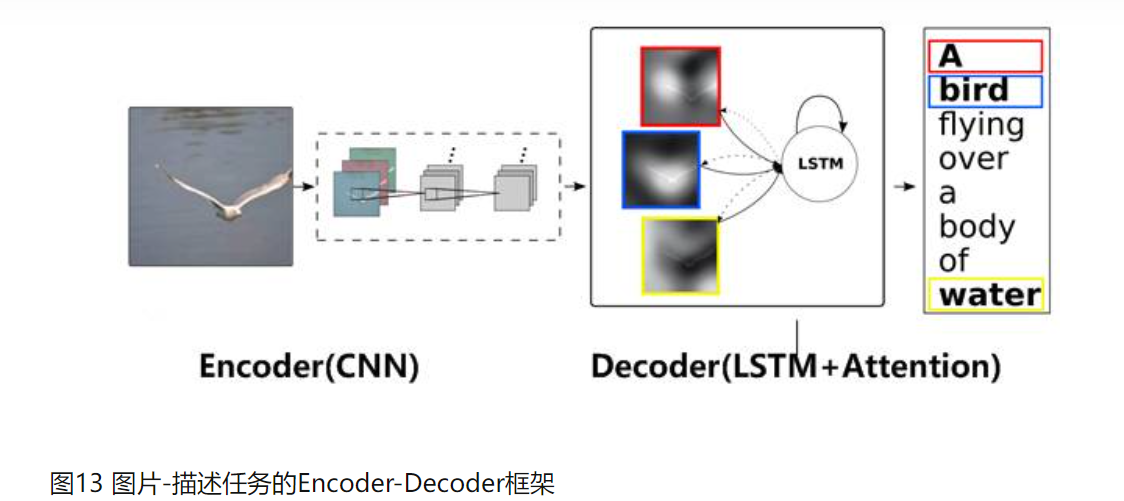 LSTM
A
bird
flying
over
a
body
of
water
Encoder(CNN)
Decoder(LSTM+Attention)
图13 图片-描述任务的Encoder-Decoder框架